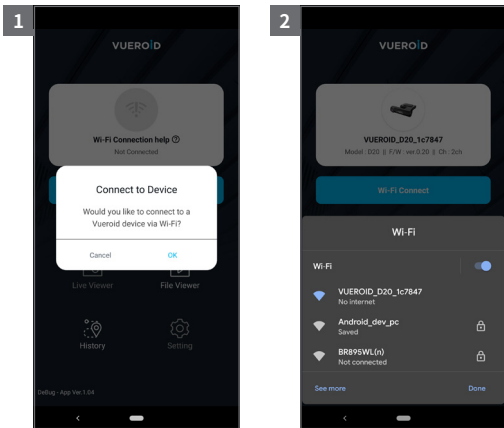 1
VUEROID
Wi-Fi Connection help ?
Not Connected
Connect to Device
Would you like to connect to a
Vueroid device via Wi-Fi?
Cancel OK
Live Viewer File Viewer
History Setting
DeBug - App Ver.1.04
2
VUEROID
VUEROID_D20_1c7847
Model : D20 || F/W : ver.0.20 || Ch : 2ch
Wi-Fi Connect
Wi-Fi
Wi-Fi
VUEROID_D20_1c7847
No internet
Android_dev_pc
Saved
BR895WL(n)
Not connected
See more Done